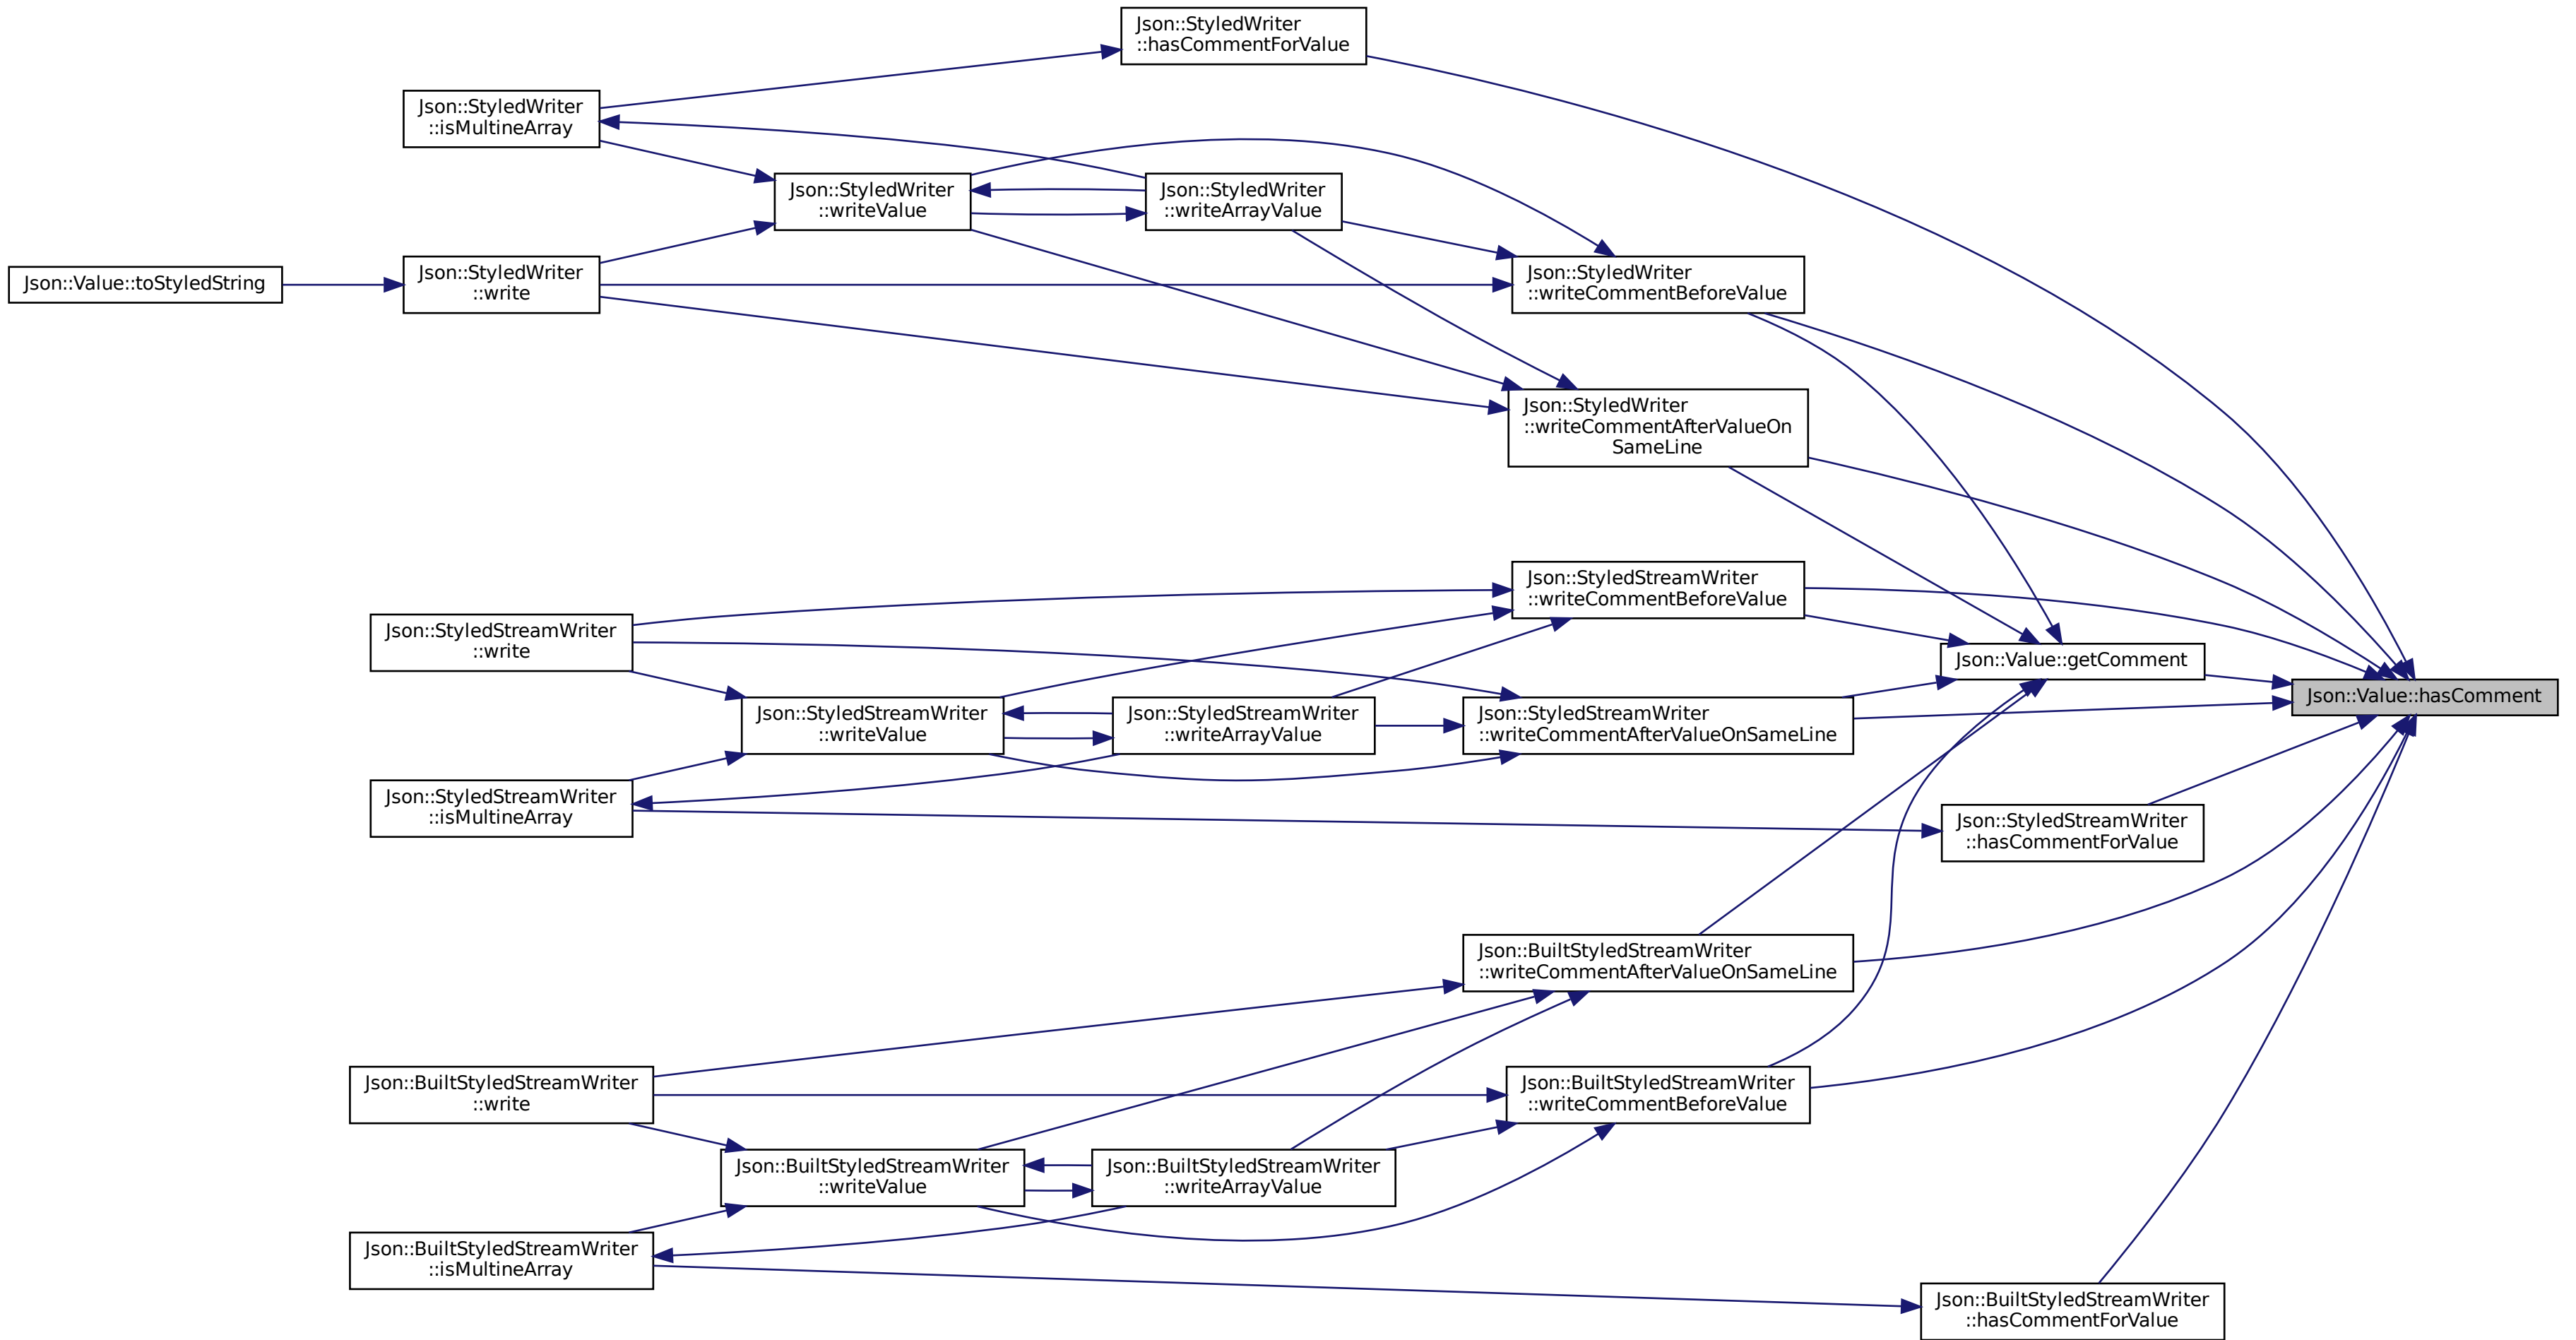 Json::StyledWriter
::hasCommentForValue
Json::StyledWriter
::isMultineArray
Json::StyledWriter
::writeValue
Json::StyledWriter
::writeArrayValue
Json::Value::toStyledString
Json::StyledWriter
::write
Json::StyledWriter
::writeCommentBeforeValue
Json::StyledWriter
::writeCommentAfterValueOn
SameLine
Json::StyledStreamWriter
::writeCommentBeforeValue
Json::StyledStreamWriter
::write
Json::Value::getComment
Json::Value::hasComment
Json::StyledStreamWriter
::writeValue
Json::StyledStreamWriter
::writeArrayValue
Json::StyledStreamWriter
::writeCommentAfterValueOnSameLine
Json::StyledStreamWriter
::isMultineArray
Json::StyledStreamWriter
::hasCommentForValue
Json::BuiltStyledStreamWriter
::writeCommentAfterValueOnSameLine
Json::BuiltStyledStreamWriter
::write
Json::BuiltStyledStreamWriter
::writeCommentBeforeValue
Json::BuiltStyledStreamWriter
::writeValue
Json::BuiltStyledStreamWriter
::writeArrayValue
Json::BuiltStyledStreamWriter
::isMultineArray
Json::BuiltStyledStreamWriter
::hasCommentForValue